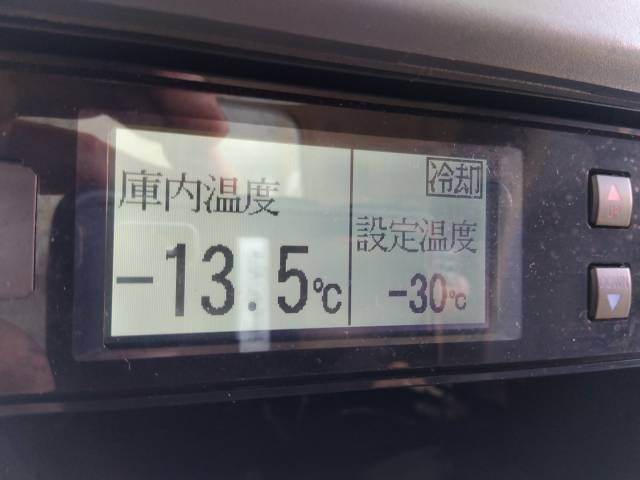 庫内温度
-13.5℃
冷却
設定温度
-30℃